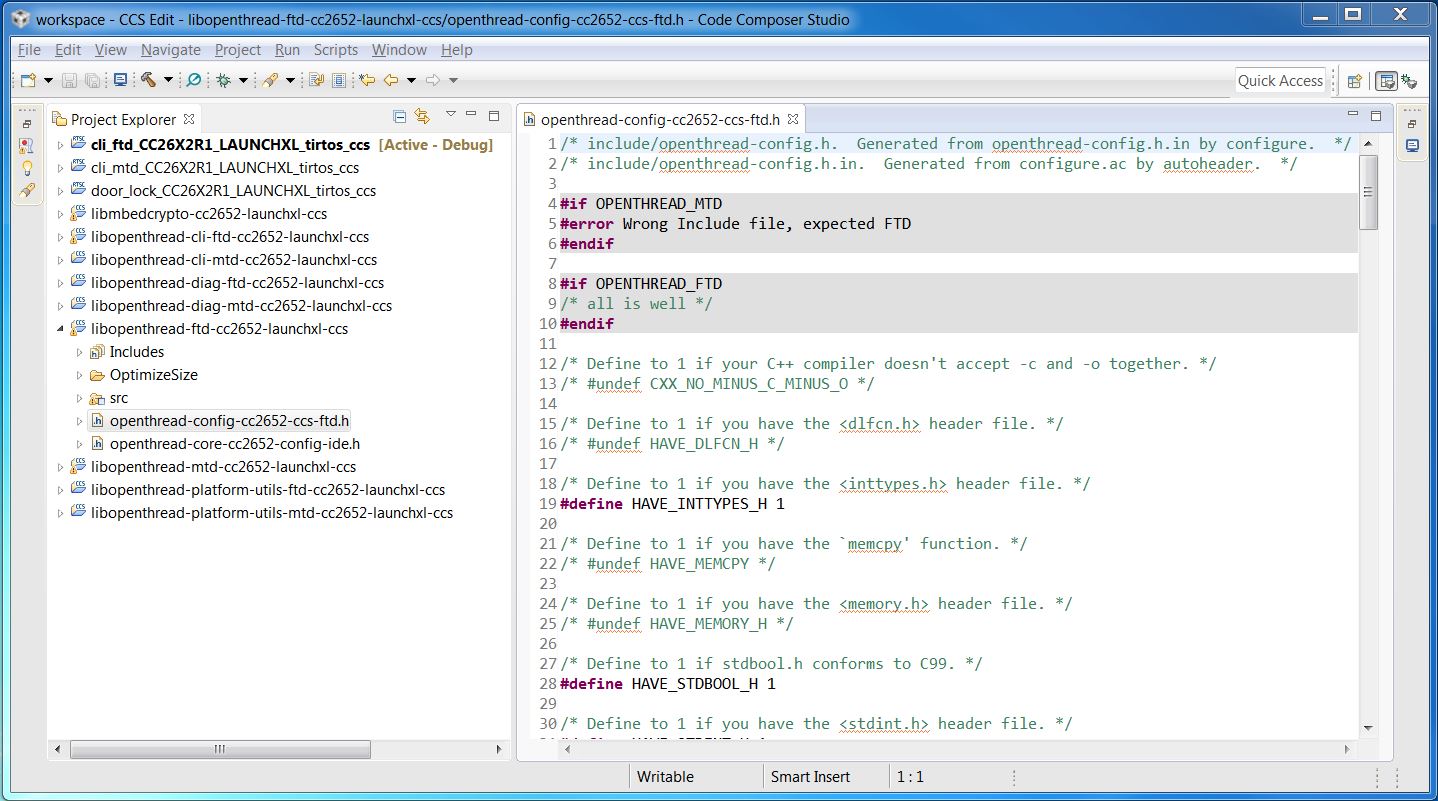 workspace - CCS Edit - libopenthread-ftd-cc2652-launchxl-ccs/openthread-config-cc2652-ccs-ftd.h - Code Composer Studio
File Edit View Navigate Project Run Scripts Window Help
Quick Access
Project Explorer
cli_ftd_CC26X2R1_LAUNCHXL_tirtos_ccs [Active - Debug]
cli_mtd_CC26X2R1_LAUNCHXL_tirtos_ccs
door_lock_CC26X2R1_LAUNCHXL_tirtos_ccs
libmbedcrypto-cc2652-launchxl-ccs
libopenthread-cli-ftd-cc2652-launchxl-ccs
libopenthread-cli-mtd-cc2652-launchxl-ccs
libopenthread-diag-ftd-cc2652-launchxl-ccs
libopenthread-diag-mtd-cc2652-launchxl-ccs
libopenthread-ftd-cc2652-launchxl-ccs
Includes
OptimizeSize
src
openthread-config-cc2652-ccs-ftd.h
openthread-core-cc2652-config-ide.h
libopenthread-mtd-cc2652-launchxl-ccs
libopenthread-platform-utils-ftd-cc2652-launchxl-ccs
libopenthread-platform-utils-mtd-cc2652-launchxl-ccs
openthread-config-cc2652-ccs-ftd.h
1 /* include/openthread-config.h.  Generated from openthread-config.h.in by configure.  */
2 /* include/openthread-config.h.in.  Generated from configure.ac by autoheader.  */
3
4 #if OPENTHREAD_MTD
5 #error Wrong Include file, expected FTD
6 #endif
7
8 #if OPENTHREAD_FTD
9 /* all is well */
10 #endif
11
12 /* Define to 1 if your C++ compiler doesn't accept -c and -o together. */
13 /* #undef CXX_NO_MINUS_C_MINUS_O */
14
15 /* Define to 1 if you have the <dlfcn.h> header file. */
16 /* #undef HAVE_DLFCN_H */
17
18 /* Define to 1 if you have the <inttypes.h> header file. */
19 #define HAVE_INTTYPES_H 1
20
21 /* Define to 1 if you have the `memcpy' function. */
22 /* #undef HAVE_MEMCPY */
23
24 /* Define to 1 if you have the <memory.h> header file. */
25 /* #undef HAVE_MEMORY_H */
26
27 /* Define to 1 if stdbool.h conforms to C99. */
28 #define HAVE_STDBOOL_H 1
29
30 /* Define to 1 if you have the <stdint.h> header file. */
Writable
Smart Insert
1 : 1